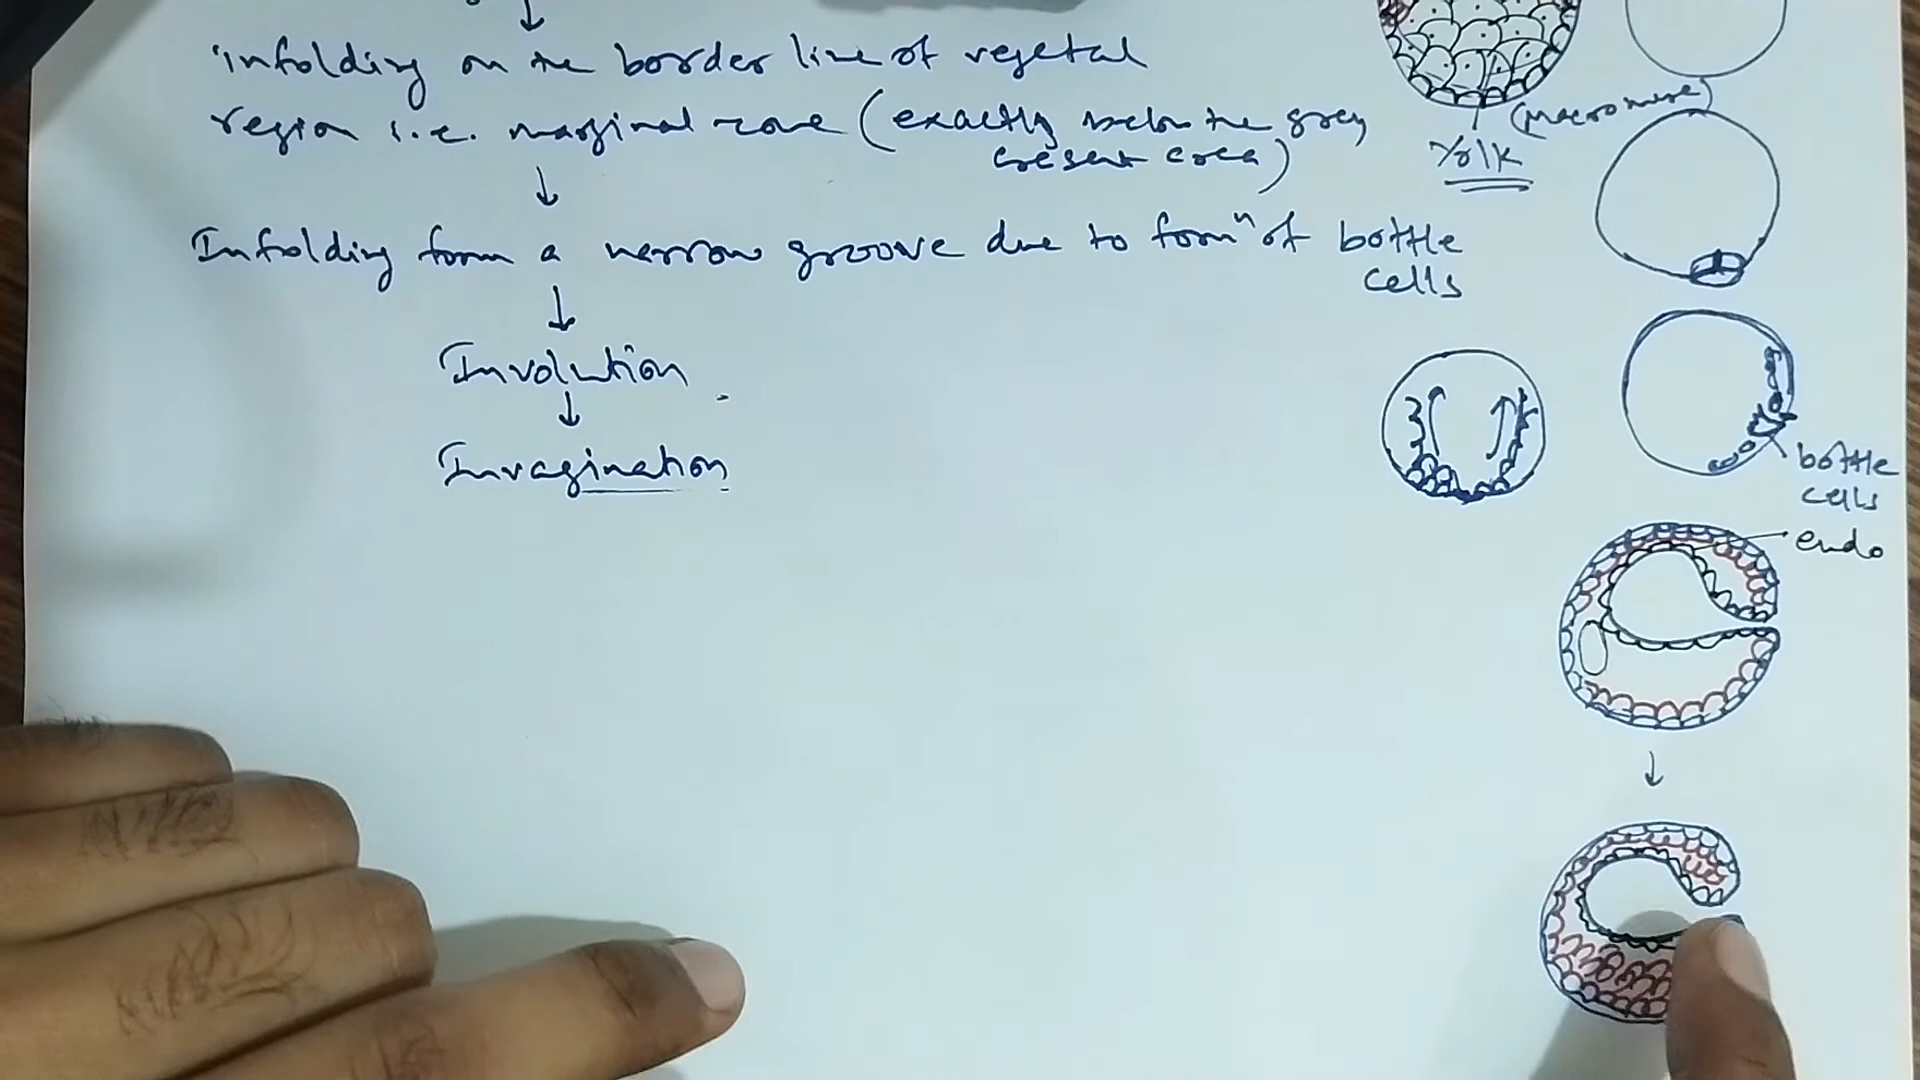 infolding on the border line of vegetal
region i.e. marginal zone (exactly below the grey
cresent area)
Infolding form a narrow groove due to formⁿ of bottle
cells
Involution
Invagination
(macromere)
Yolk
bottle
cells
endo